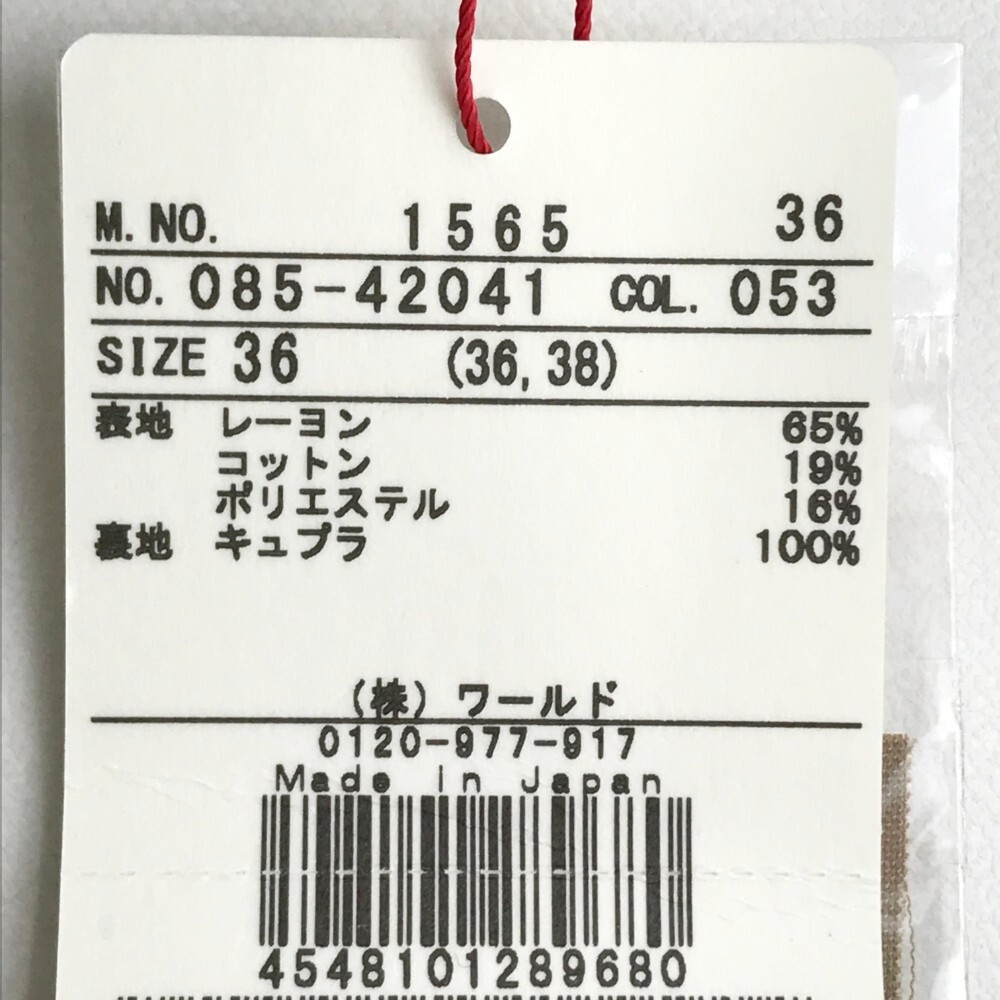 M.NO. 1565 36
NO. 085-42041 COL. 053
SIZE 36 (36,38)
表地 レーヨン 65%
コットン 19%
ポリエステル 16%
裏地 キュプラ 100%
(株) ワールド
0120-977-917
Made in Japan
4548101289680